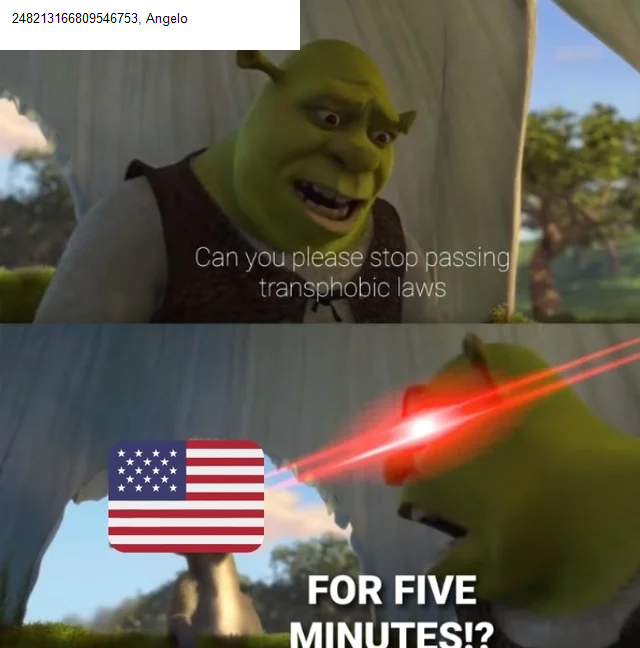 248213166809546753, Angelo
Can you please stop passing
transphobic laws
FOR FIVE
MINUTES!?